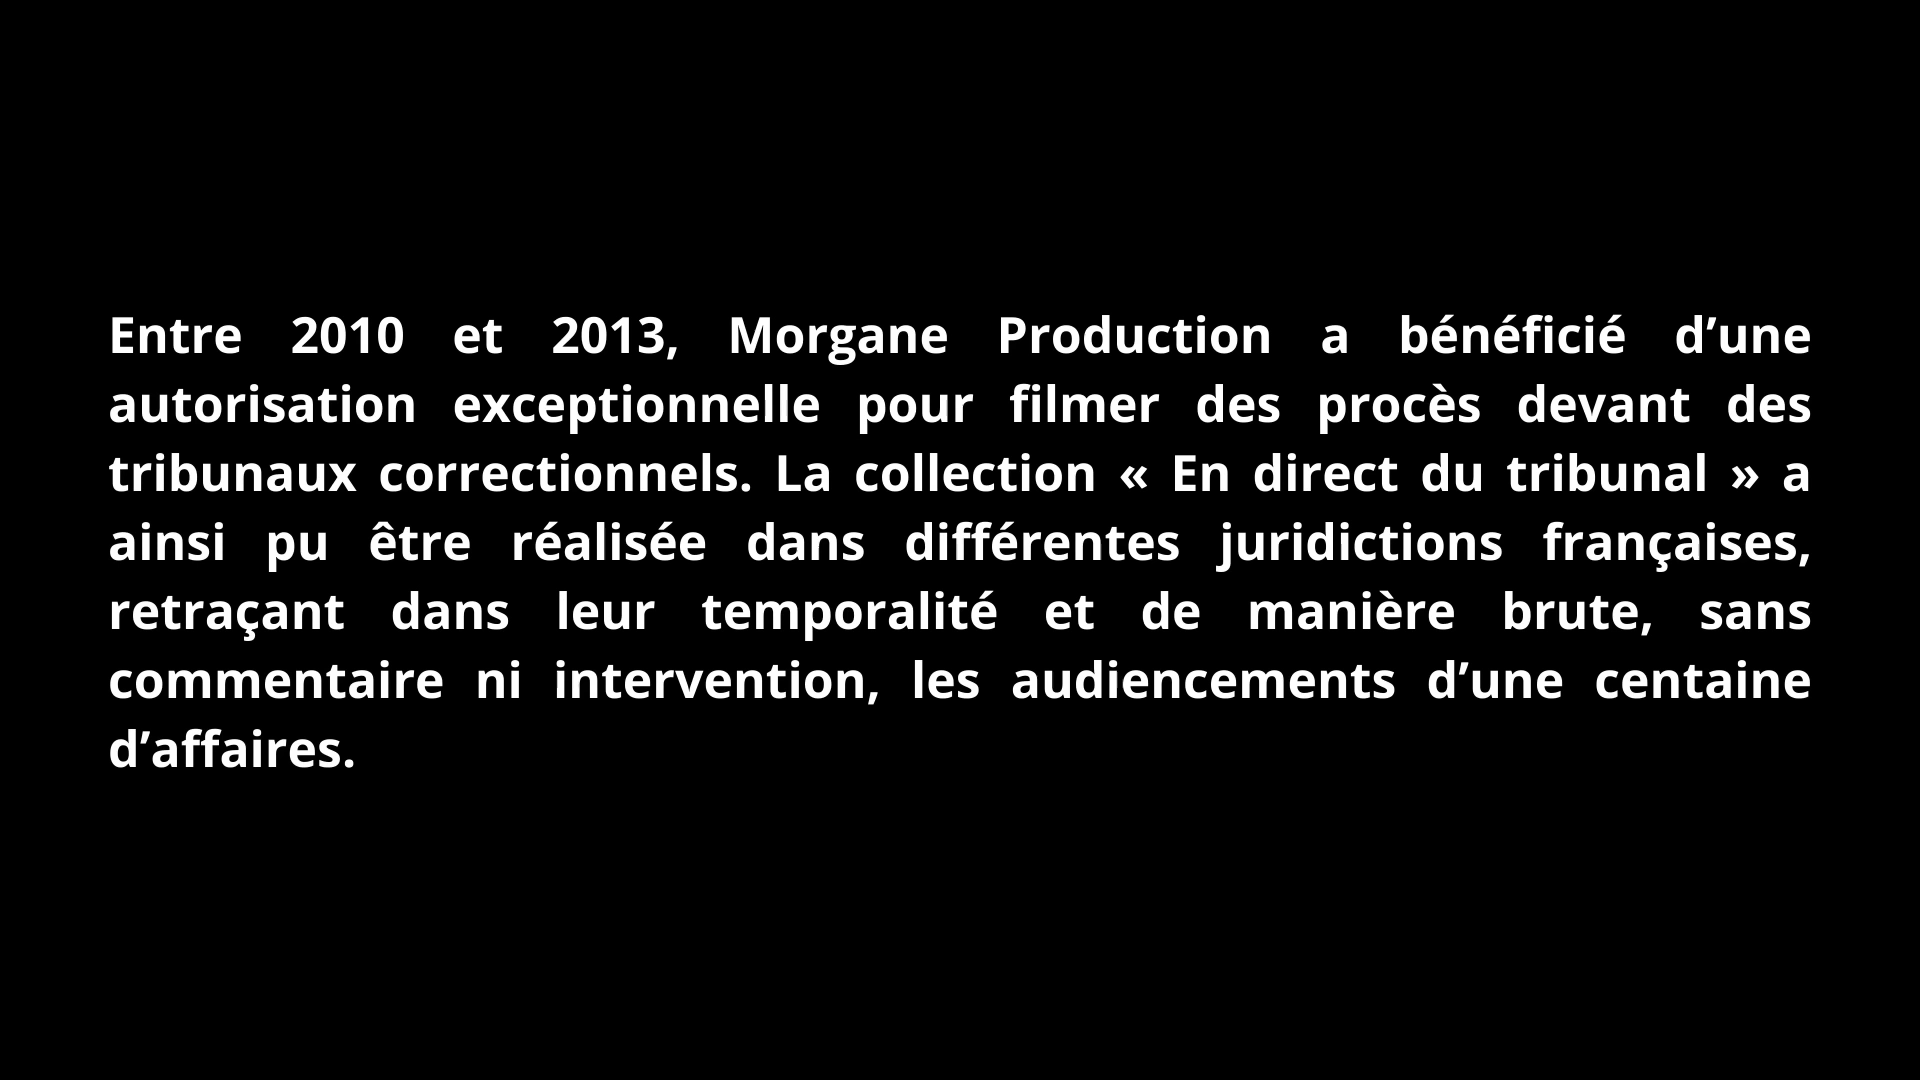 Entre 2010 et 2013, Morgane Production a bénéficié d’une
autorisation exceptionnelle pour filmer des procès devant des
tribunaux correctionnels. La collection « En direct du tribunal » a
ainsi pu être réalisée dans différentes juridictions françaises,
retraçant dans leur temporalité et de manière brute, sans
commentaire ni intervention, les audiencements d’une centaine
d’affaires.